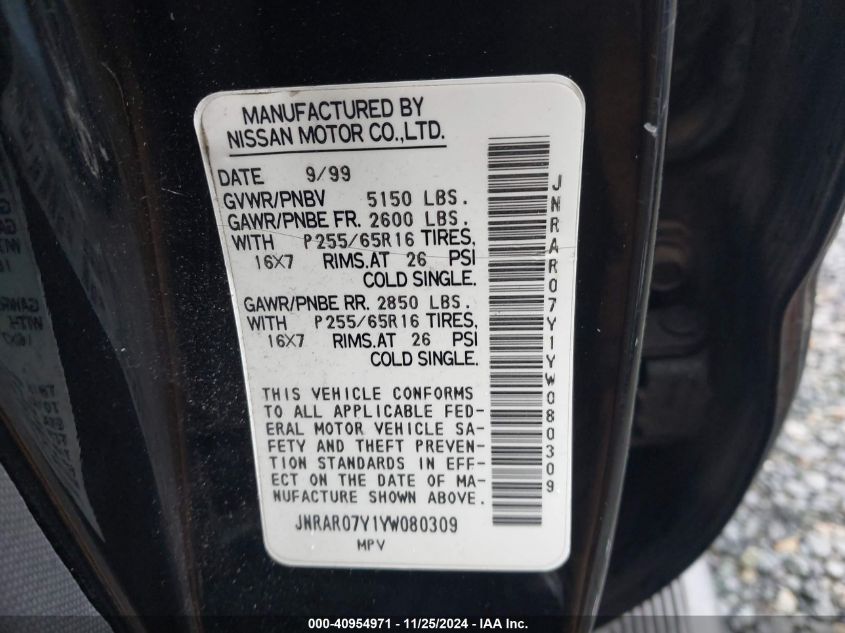 MANUFACTURED BY
NISSAN MOTOR CO.,LTD.
DATE 9/99
GVWR/PNBV 5150 LBS.
GAWR/PNBE FR. 2600 LBS.
WITH P255/65R16 TIRES,
16X7 RIMS.AT 26 PSI
COLD SINGLE.
GAWR/PNBE RR. 2850 LBS.
WITH P255/65R16 TIRES,
16X7 RIMS.AT 26 PSI
COLD SINGLE.
THIS VEHICLE CONFORMS
TO ALL APPLICABLE FED-
ERAL MOTOR VEHICLE SA-
FETY AND THEFT PREVEN-
TION STANDARDS IN EFF-
ECT ON THE DATE OF MA-
NUFACTURE SHOWN ABOVE.
JNRAR07Y1YW080309
MPV
JNRAR07Y1YW080309
000-40954971 - 11/25/2024 - IAA Inc.